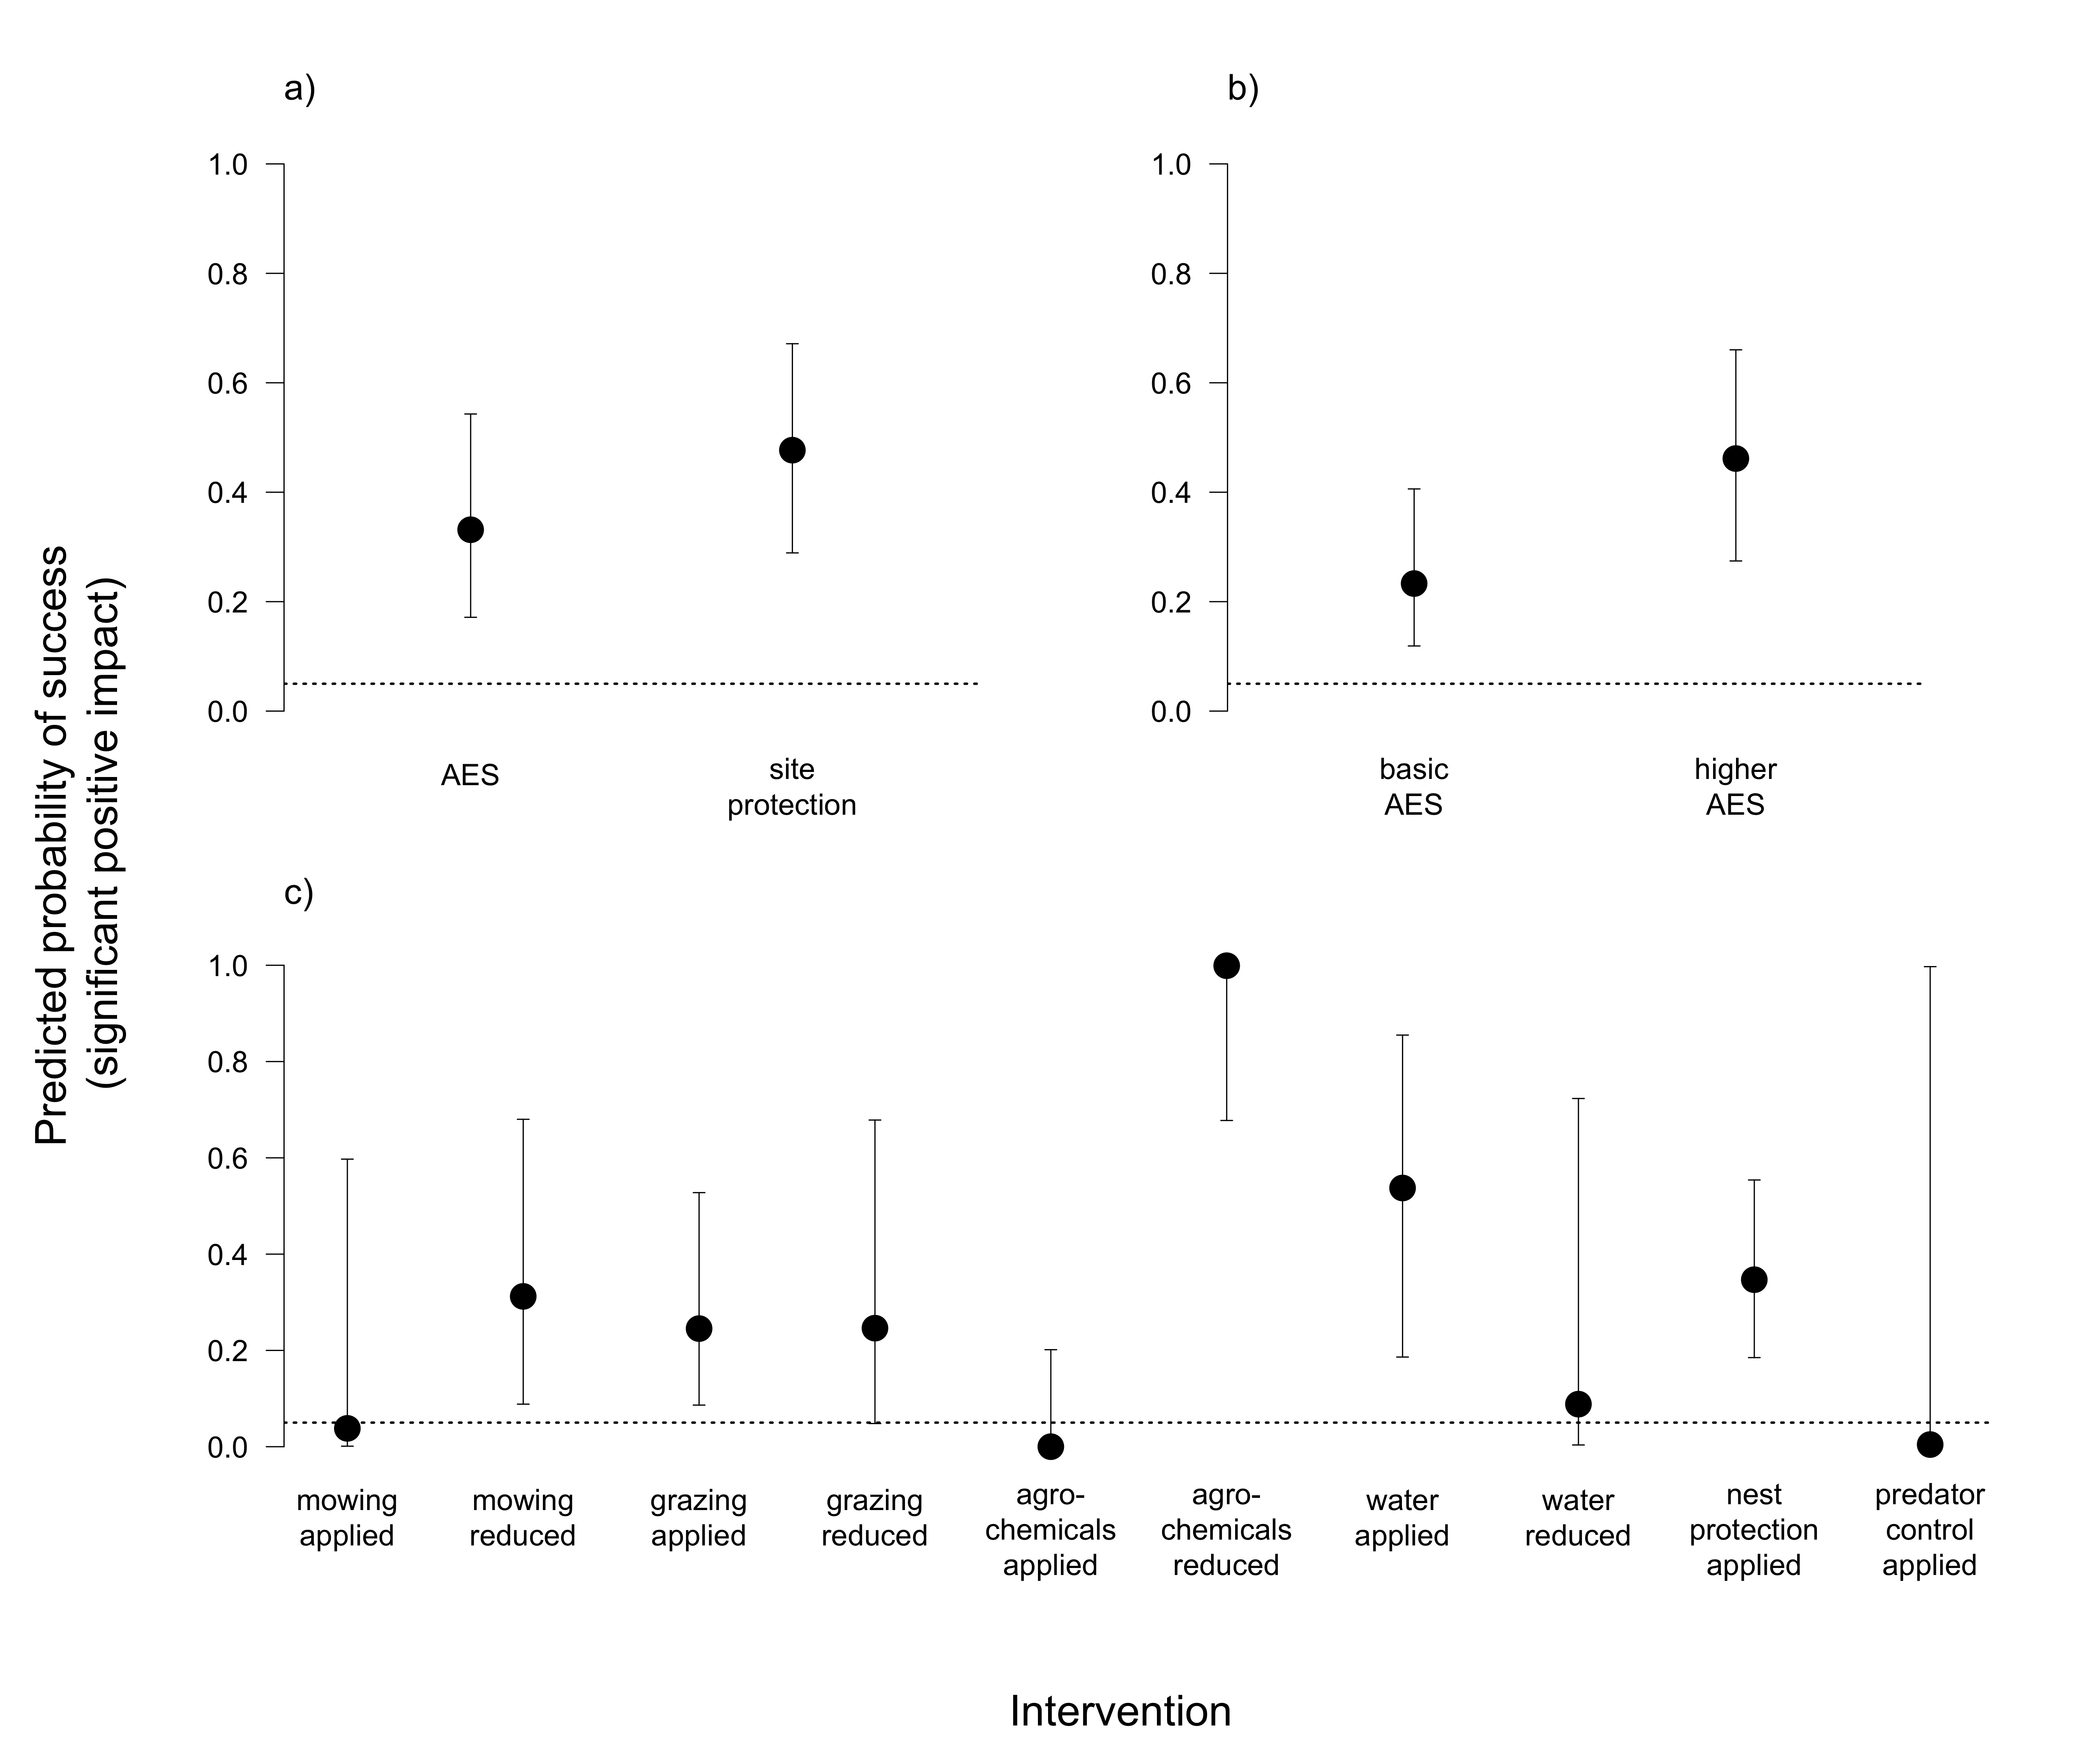 a)
1.0
0.8
0.6
0.4
0.2
0.0
AES
site
protection
b)
1.0
0.8
0.6
0.4
0.2
0.0
basic
AES
higher
AES
Predicted probability of success
(significant positive impact)
c)
1.0
0.8
0.6
0.4
0.2
0.0
mowing
applied
mowing
reduced
grazing
applied
grazing
reduced
agro-
chemicals
applied
agro-
chemicals
reduced
water
applied
water
reduced
nest
protection
applied
predator
control
applied
Intervention